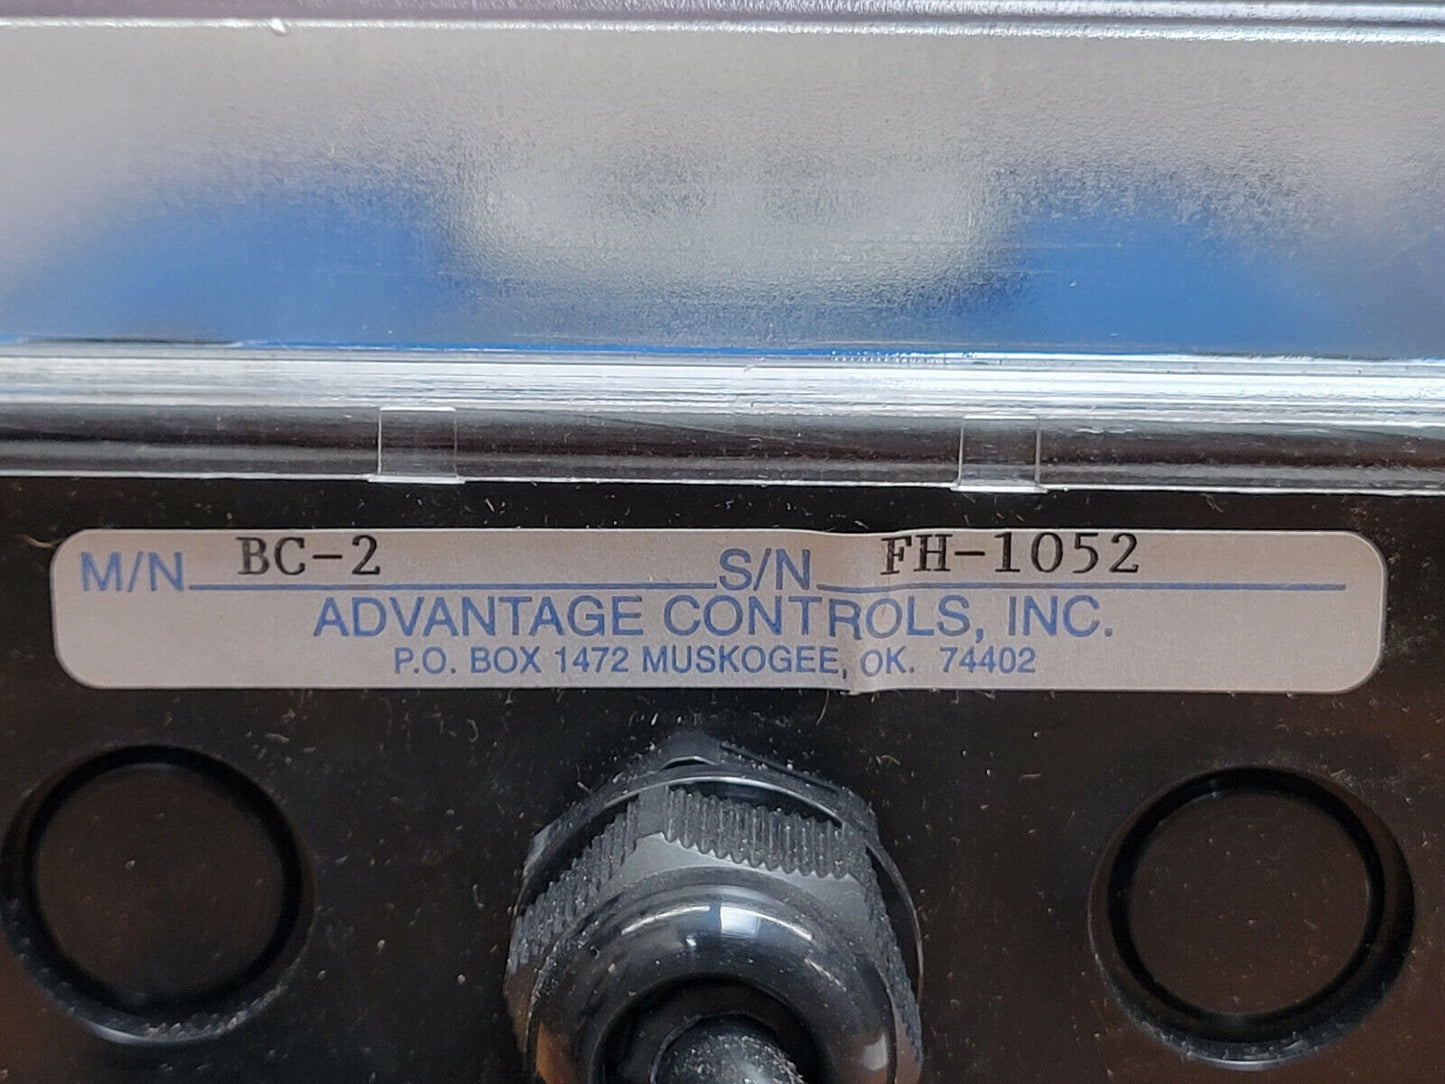 M/N BC-2 S/N FH-1052
ADVANTAGE CONTROLS, INC.
P.O. BOX 1472 MUSKOGEE, OK. 74402